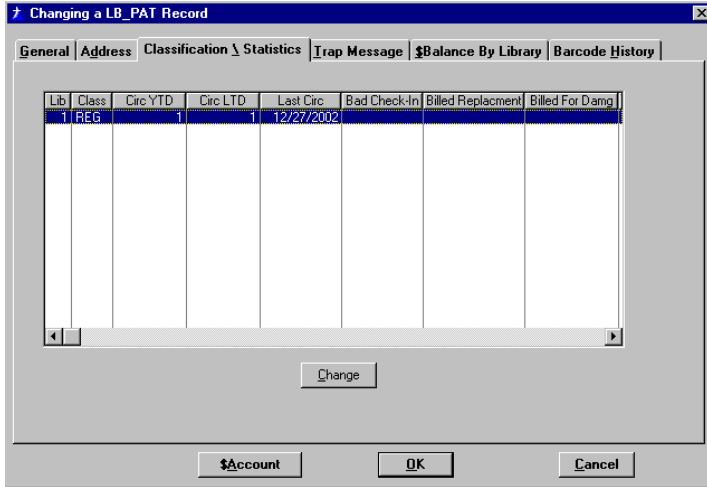 Changing a LB_PAT Record
General Address Classification \ Statistics Trap Message $Balance By Library Barcode History
Lib Class Circ YTD Circ LTD Last Circ Bad Check-In Billed Replacment Billed For Damg
1 REG 1 1 12/27/2002
Change
$Account OK Cancel